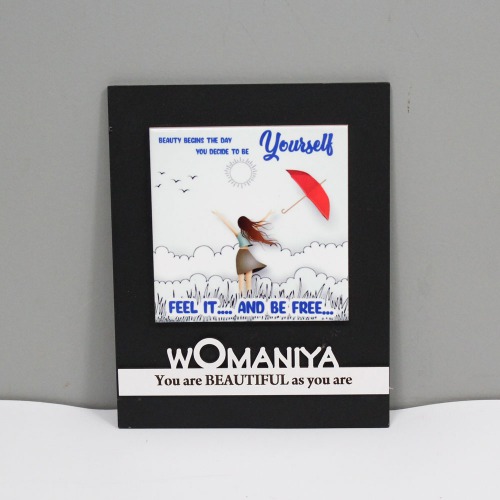 BEAUTY BEGINS THE DAY
YOU DECIDE TO BE Yourself
FEEL IT.... AND BE FREE...
wOMANIYA
You are BEAUTIFUL as you are